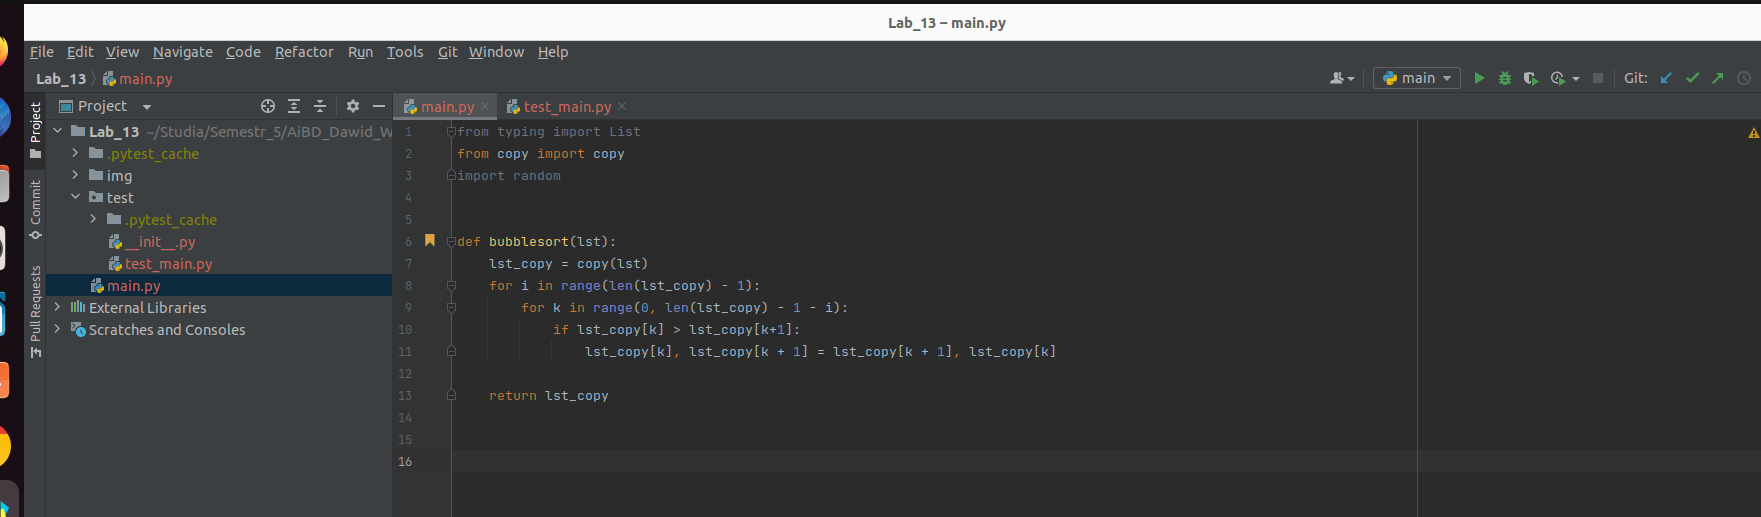 Lab_13 – main.py
File Edit View Navigate Code Refactor Run Tools Git Window Help
Lab_13 main.py main Git:
Project main.py test_main.py
Project
Commit
Pull Requests
Lab_13 ~/Studia/Semestr_5/AiBD_Dawid_W
.pytest_cache
img
test
.pytest_cache
__init__.py
test_main.py
main.py
External Libraries
Scratches and Consoles
1 from typing import List
2 from copy import copy
3 import random
4
5
6 def bubblesort(lst):
7 lst_copy = copy(lst)
8 for i in range(len(lst_copy) - 1):
9 for k in range(0, len(lst_copy) - 1 - i):
10 if lst_copy[k] > lst_copy[k+1]:
11 lst_copy[k], lst_copy[k + 1] = lst_copy[k + 1], lst_copy[k]
12
13 return lst_copy
14
15
16